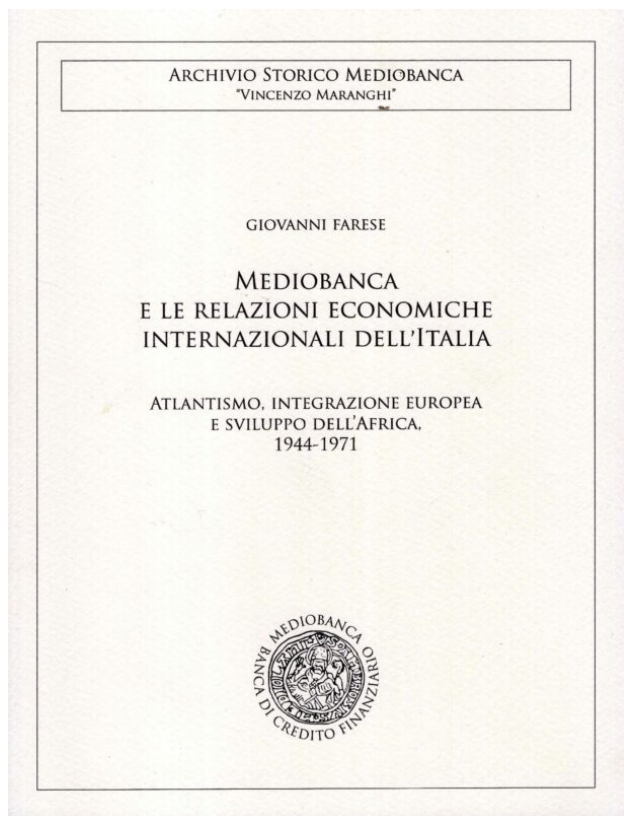 ARCHIVIO STORICO MEDIOBANCA
"VINCENZO MARANGHI"
GIOVANNI FARESE
MEDIOBANCA
E LE RELAZIONI ECONOMICHE
INTERNAZIONALI DELL'ITALIA
ATLANTISMO, INTEGRAZIONE EUROPEA
E SVILUPPO DELL'AFRICA,
1944-1971
MEDIOBANCA
BANCA DI CREDITO FINANZIARIO